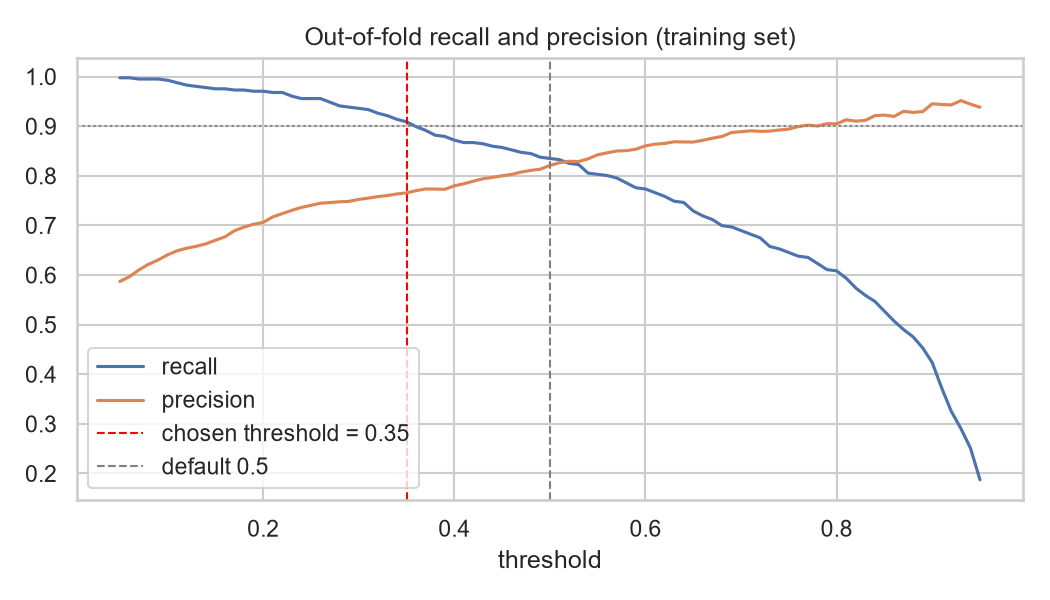 Out-of-fold recall and precision (training set)
1.0
0.9
0.8
0.7
0.6
0.5
0.4
0.3
0.2
recall
precision
chosen threshold = 0.35
default 0.5
0.2 0.4 0.6 0.8
threshold